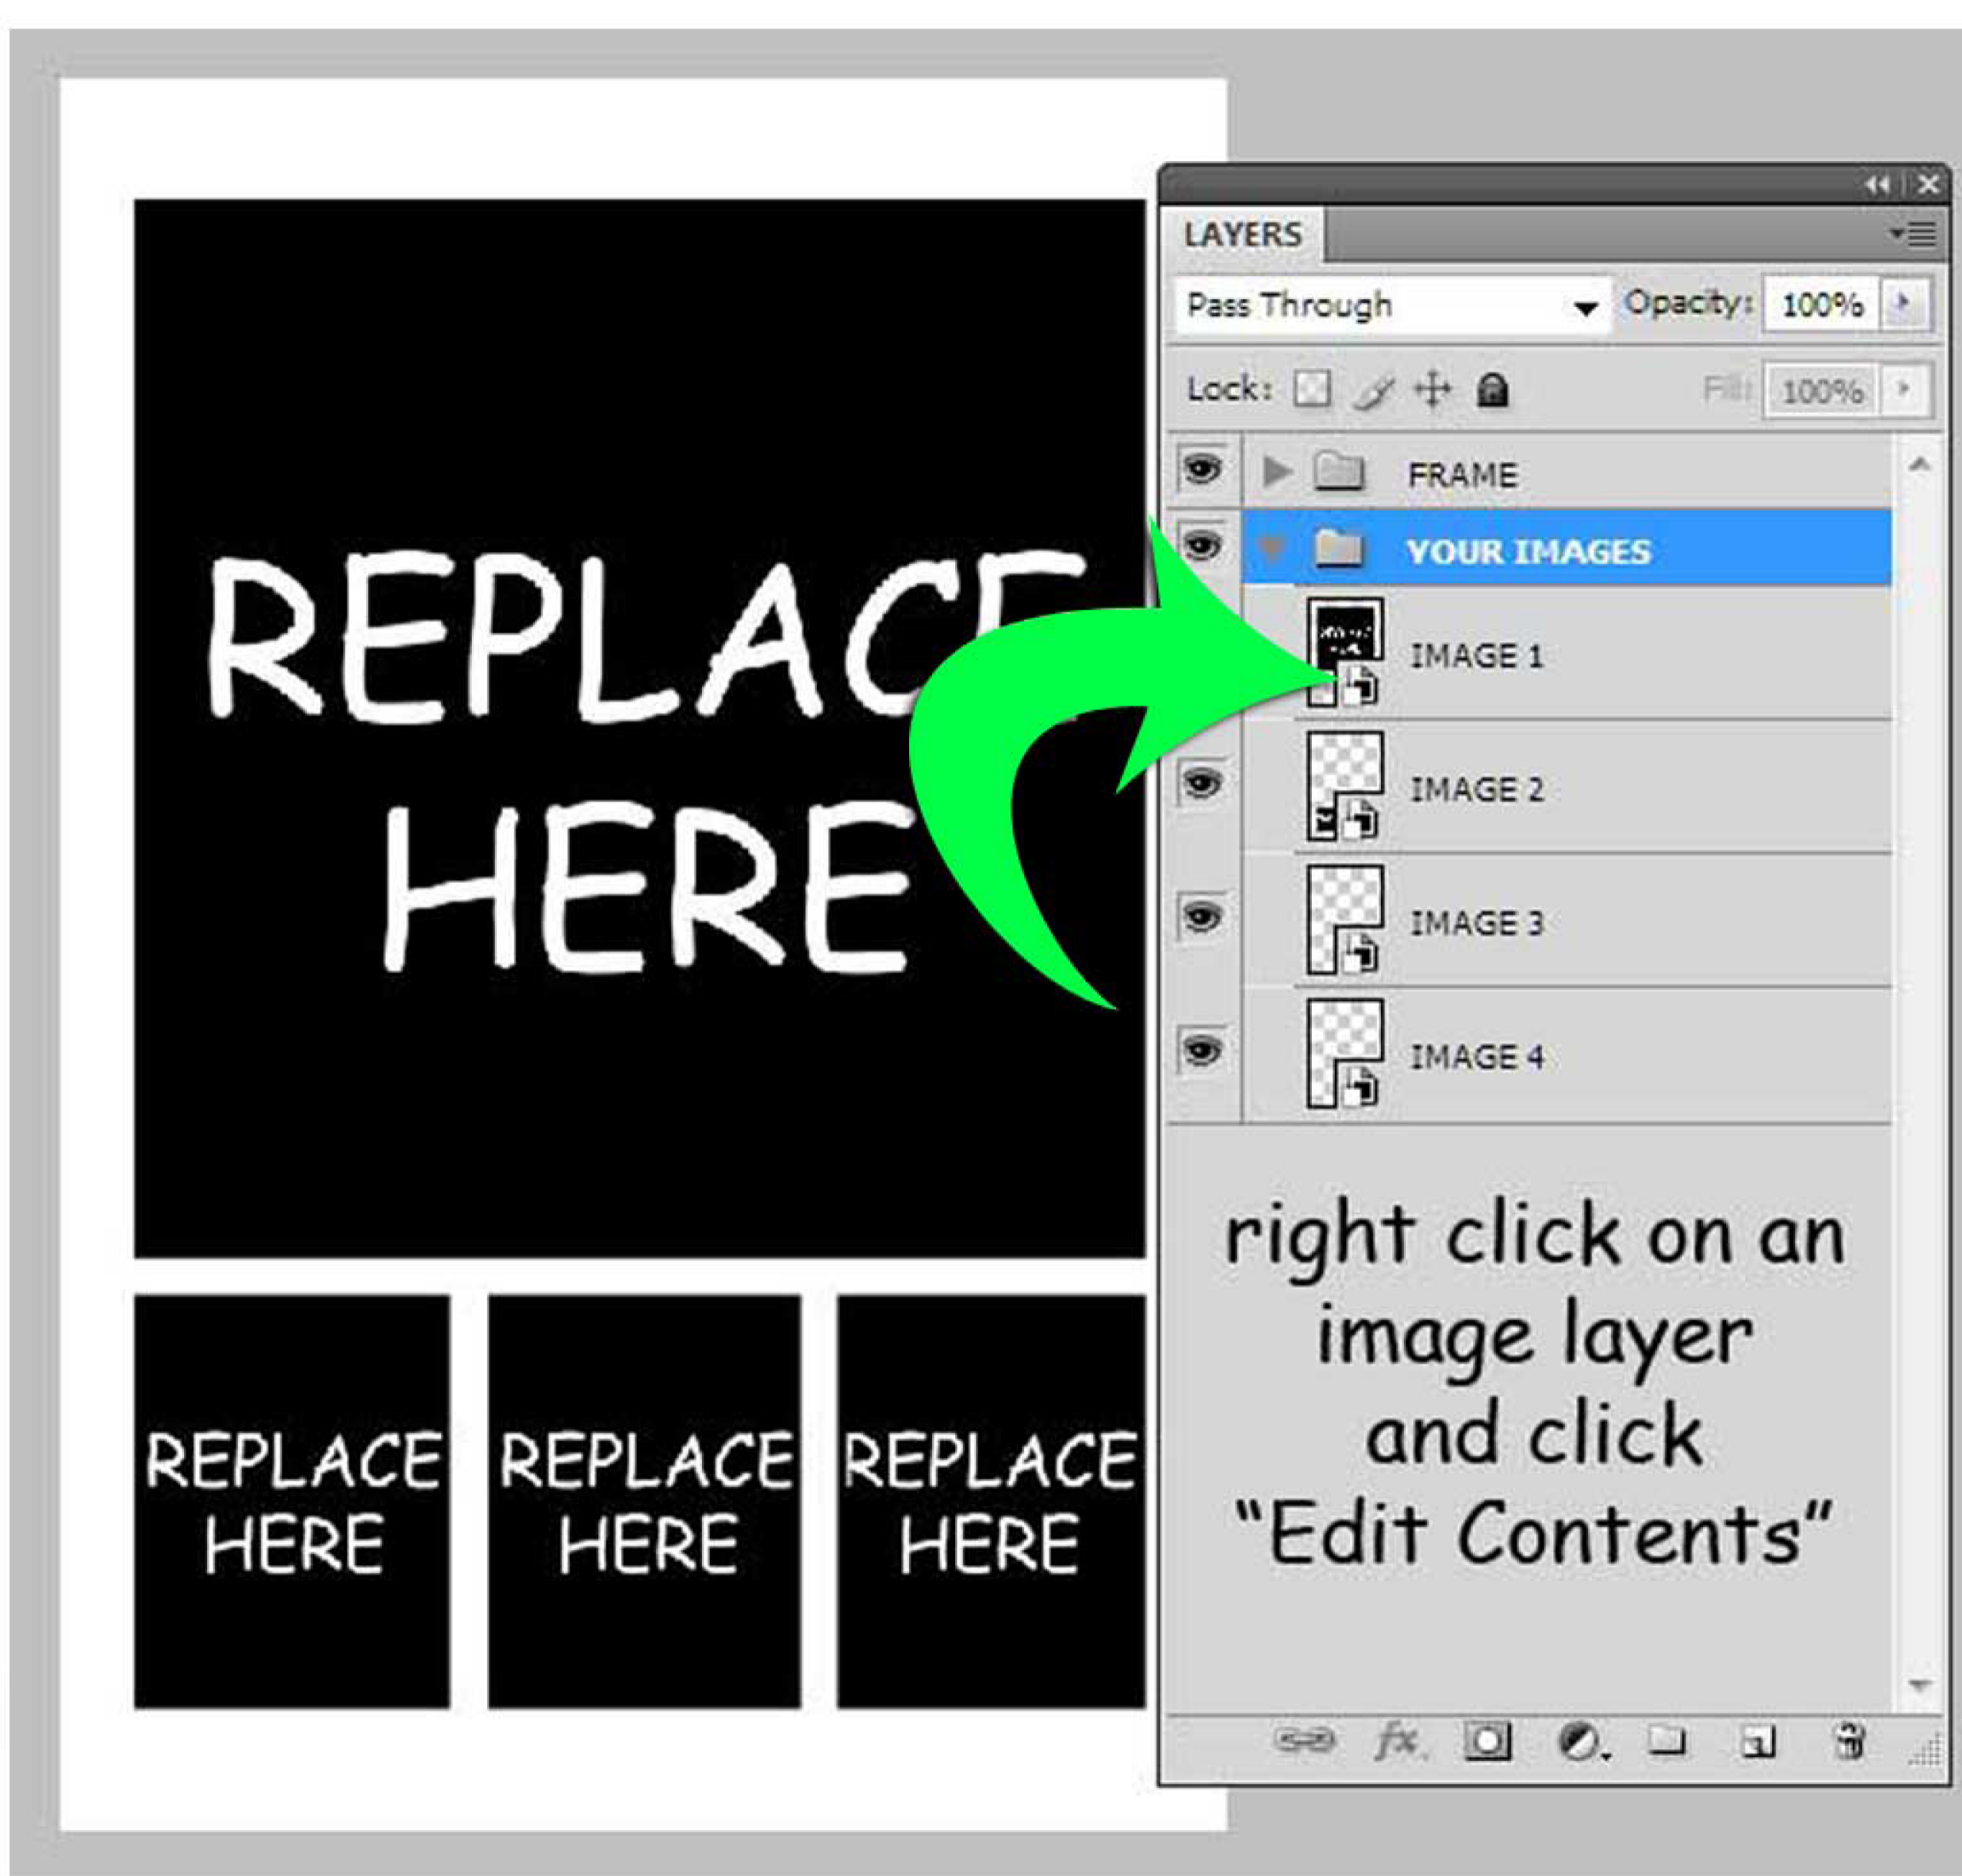 REPLACE
HERE
REPLACE
HERE
REPLACE
HERE
REPLACE
HERE
LAYERS
Pass Through Opacity: 100%
Lock: Fill: 100%
FRAME
YOUR IMAGES
IMAGE 1
IMAGE 2
IMAGE 3
IMAGE 4
right click on an
image layer
and click
“Edit Contents”
fx.